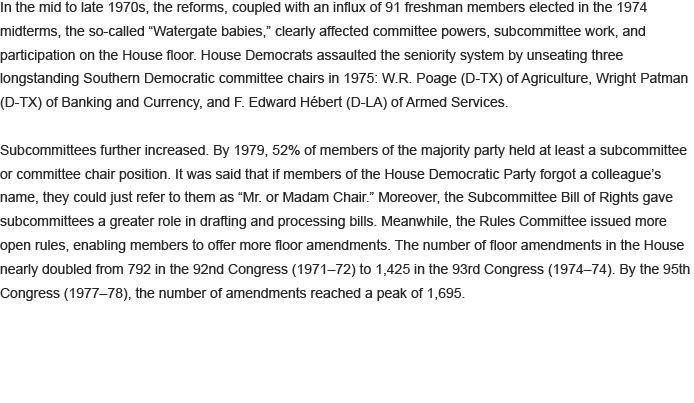 In the mid to late 1970s, the reforms, coupled with an influx of 91 freshman members elected in the 1974
midterms, the so-called “Watergate babies,” clearly affected committee powers, subcommittee work, and
participation on the House floor. House Democrats assaulted the seniority system by unseating three
longstanding Southern Democratic committee chairs in 1975: W.R. Poage (D-TX) of Agriculture, Wright Patman
(D-TX) of Banking and Currency, and F. Edward Hébert (D-LA) of Armed Services.
Subcommittees further increased. By 1979, 52% of members of the majority party held at least a subcommittee
or committee chair position. It was said that if members of the House Democratic Party forgot a colleague’s
name, they could just refer to them as “Mr. or Madam Chair.” Moreover, the Subcommittee Bill of Rights gave
subcommittees a greater role in drafting and processing bills. Meanwhile, the Rules Committee issued more
open rules, enabling members to offer more floor amendments. The number of floor amendments in the House
nearly doubled from 792 in the 92nd Congress (1971–72) to 1,425 in the 93rd Congress (1974–74). By the 95th
Congress (1977–78), the number of amendments reached a peak of 1,695.